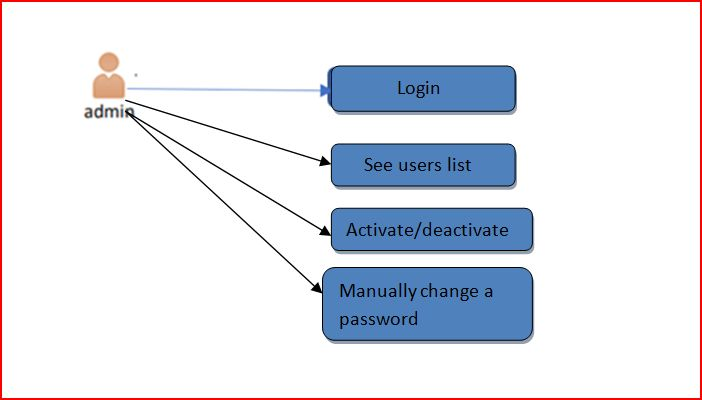 admin
Login
See users list
Activate/deactivate
Manually change a
password